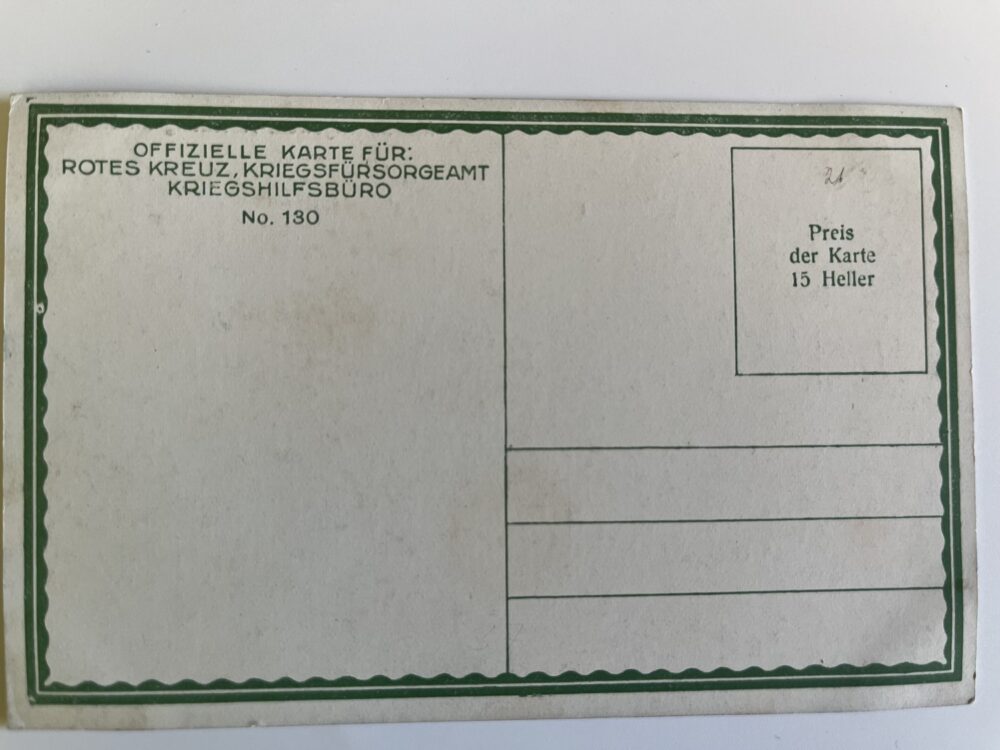 OFFIZIELLE KARTE FÜR:
ROTES KREUZ, KRIEGSFÜRSORGEAMT
KRIEGSHILFSBÜRO
No. 130
Preis
der Karte
15 Heller